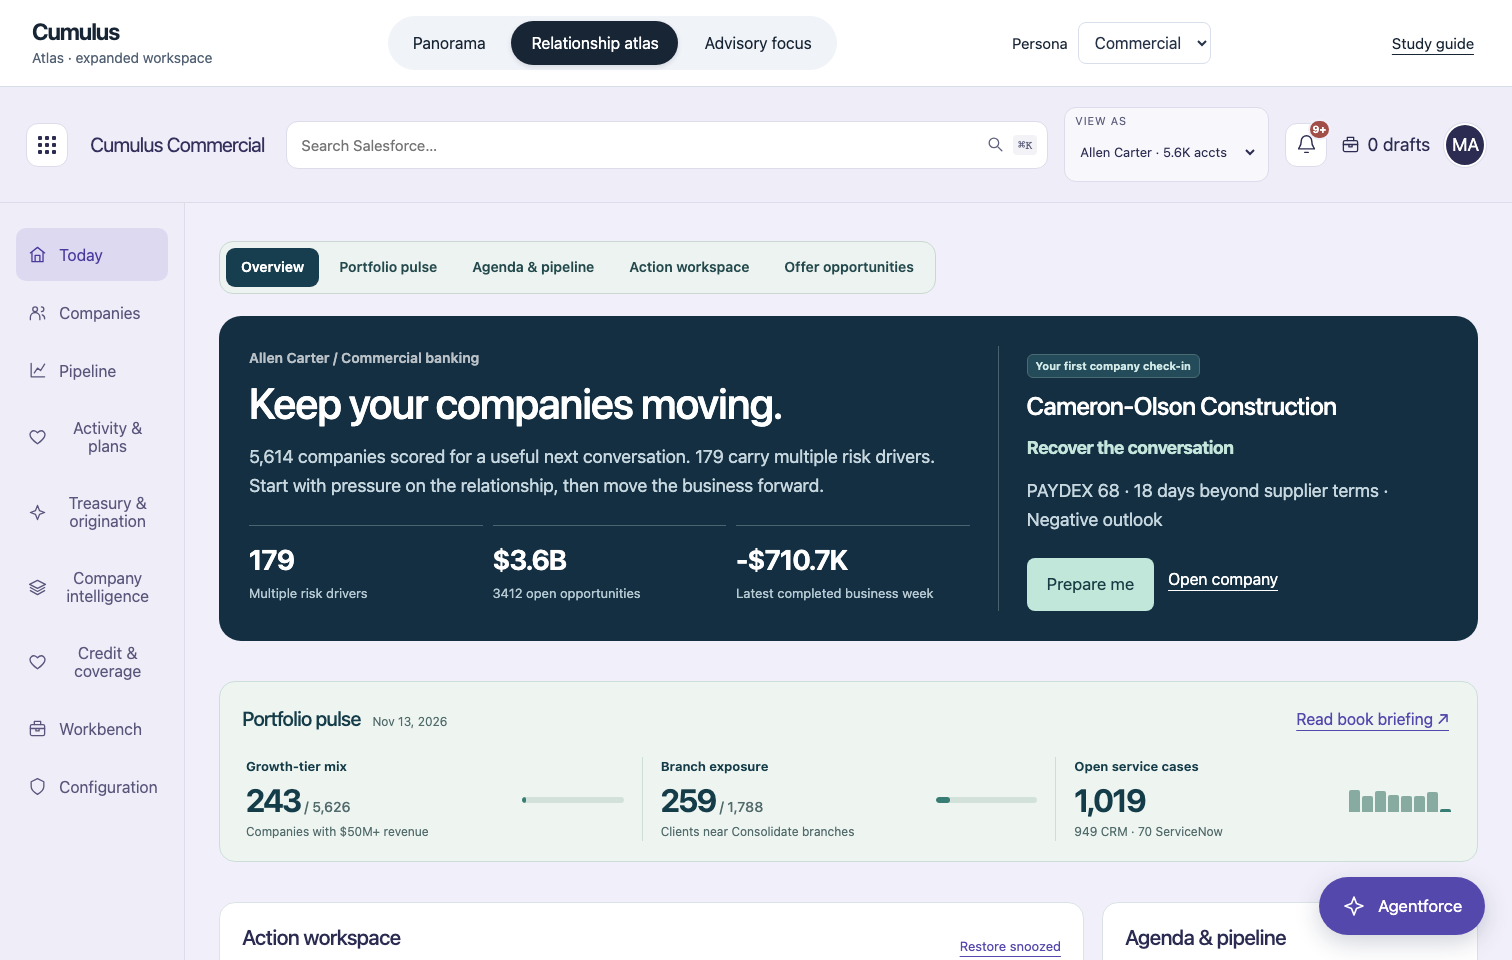 Cumulus
Atlas · expanded workspace
Panorama
Relationship atlas
Advisory focus
Persona
Commercial
Study guide
Cumulus Commercial
Search Salesforce...
⌘K
VIEW AS
Allen Carter · 5.6K accts
9+
0 drafts
MA
Today
Companies
Pipeline
Activity &
plans
Treasury &
origination
Company
intelligence
Credit &
coverage
Workbench
Configuration
Overview
Portfolio pulse
Agenda & pipeline
Action workspace
Offer opportunities
Allen Carter / Commercial banking
Keep your companies moving.
5,614 companies scored for a useful next conversation. 179 carry multiple risk drivers.
Start with pressure on the relationship, then move the business forward.
179
Multiple risk drivers
$3.6B
3412 open opportunities
-$710.7K
Latest completed business week
Your first company check-in
Cameron-Olson Construction
Recover the conversation
PAYDEX 68 · 18 days beyond supplier terms ·
Negative outlook
Prepare me
Open company
Portfolio pulse Nov 13, 2026
Read book briefing ↗
Growth-tier mix
243 / 5,626
Companies with $50M+ revenue
Branch exposure
259 / 1,788
Clients near Consolidate branches
Open service cases
1,019
949 CRM · 70 ServiceNow
Action workspace
Restore snoozed
Agenda & pipeline
Agentforce